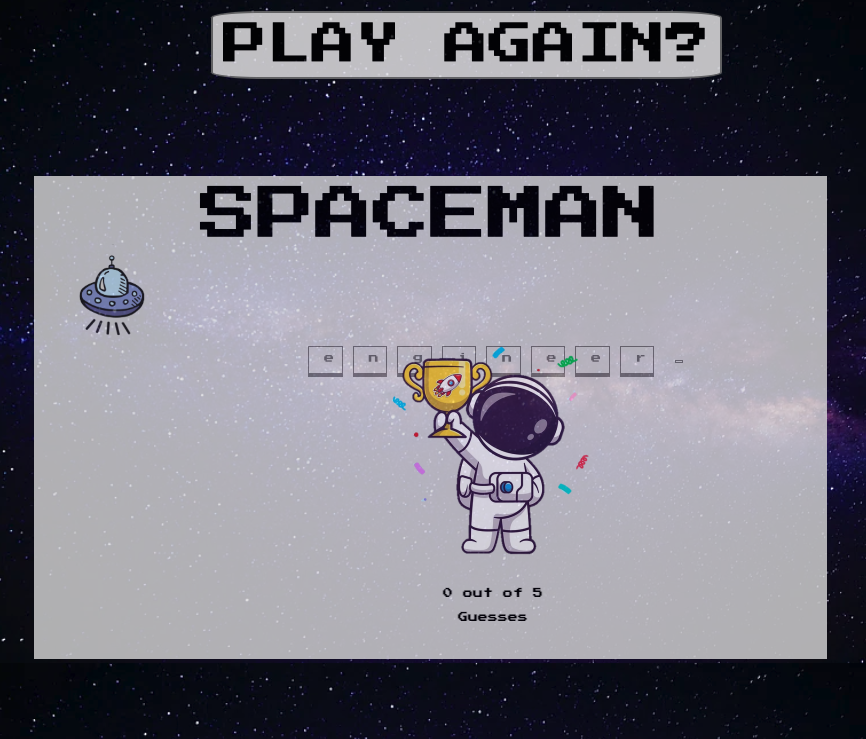 PLAY AGAIN?
SPACEMAN
e n g i n e e r
0 out of 5
Guesses